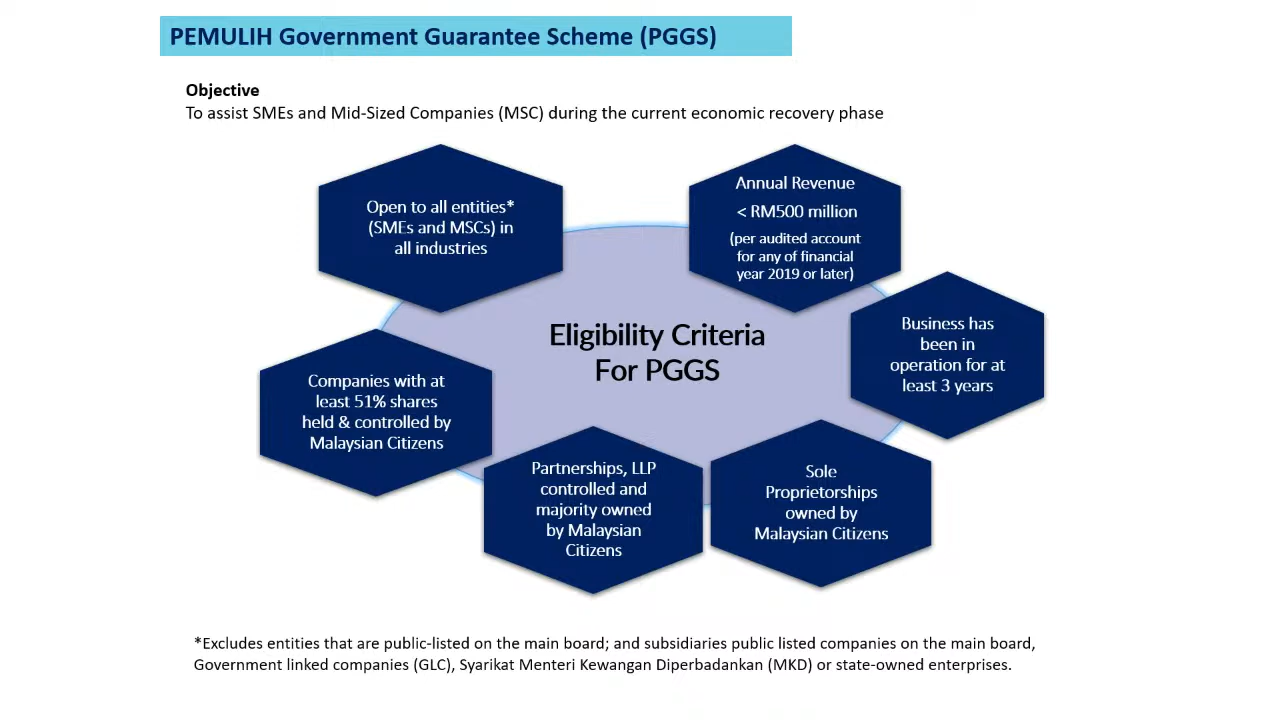 PEMULIH Government Guarantee Scheme (PGGS)
Objective
To assist SMEs and Mid-Sized Companies (MSC) during the current economic recovery phase
Open to all entities*
(SMEs and MSCs) in
all industries
Annual Revenue
< RM500 million
(per audited account
for any of financial
year 2019 or later)
Business has
been in
operation for at
least 3 years
Eligibility Criteria
For PGGS
Companies with at
least 51% shares
held & controlled by
Malaysian Citizens
Partnerships, LLP
controlled and
majority owned
by Malaysian
Citizens
Sole
Proprietorships
owned by
Malaysian Citizens
*Excludes entities that are public-listed on the main board; and subsidiaries public listed companies on the main board,
Government linked companies (GLC), Syarikat Menteri Kewangan Diperbadankan (MKD) or state-owned enterprises.